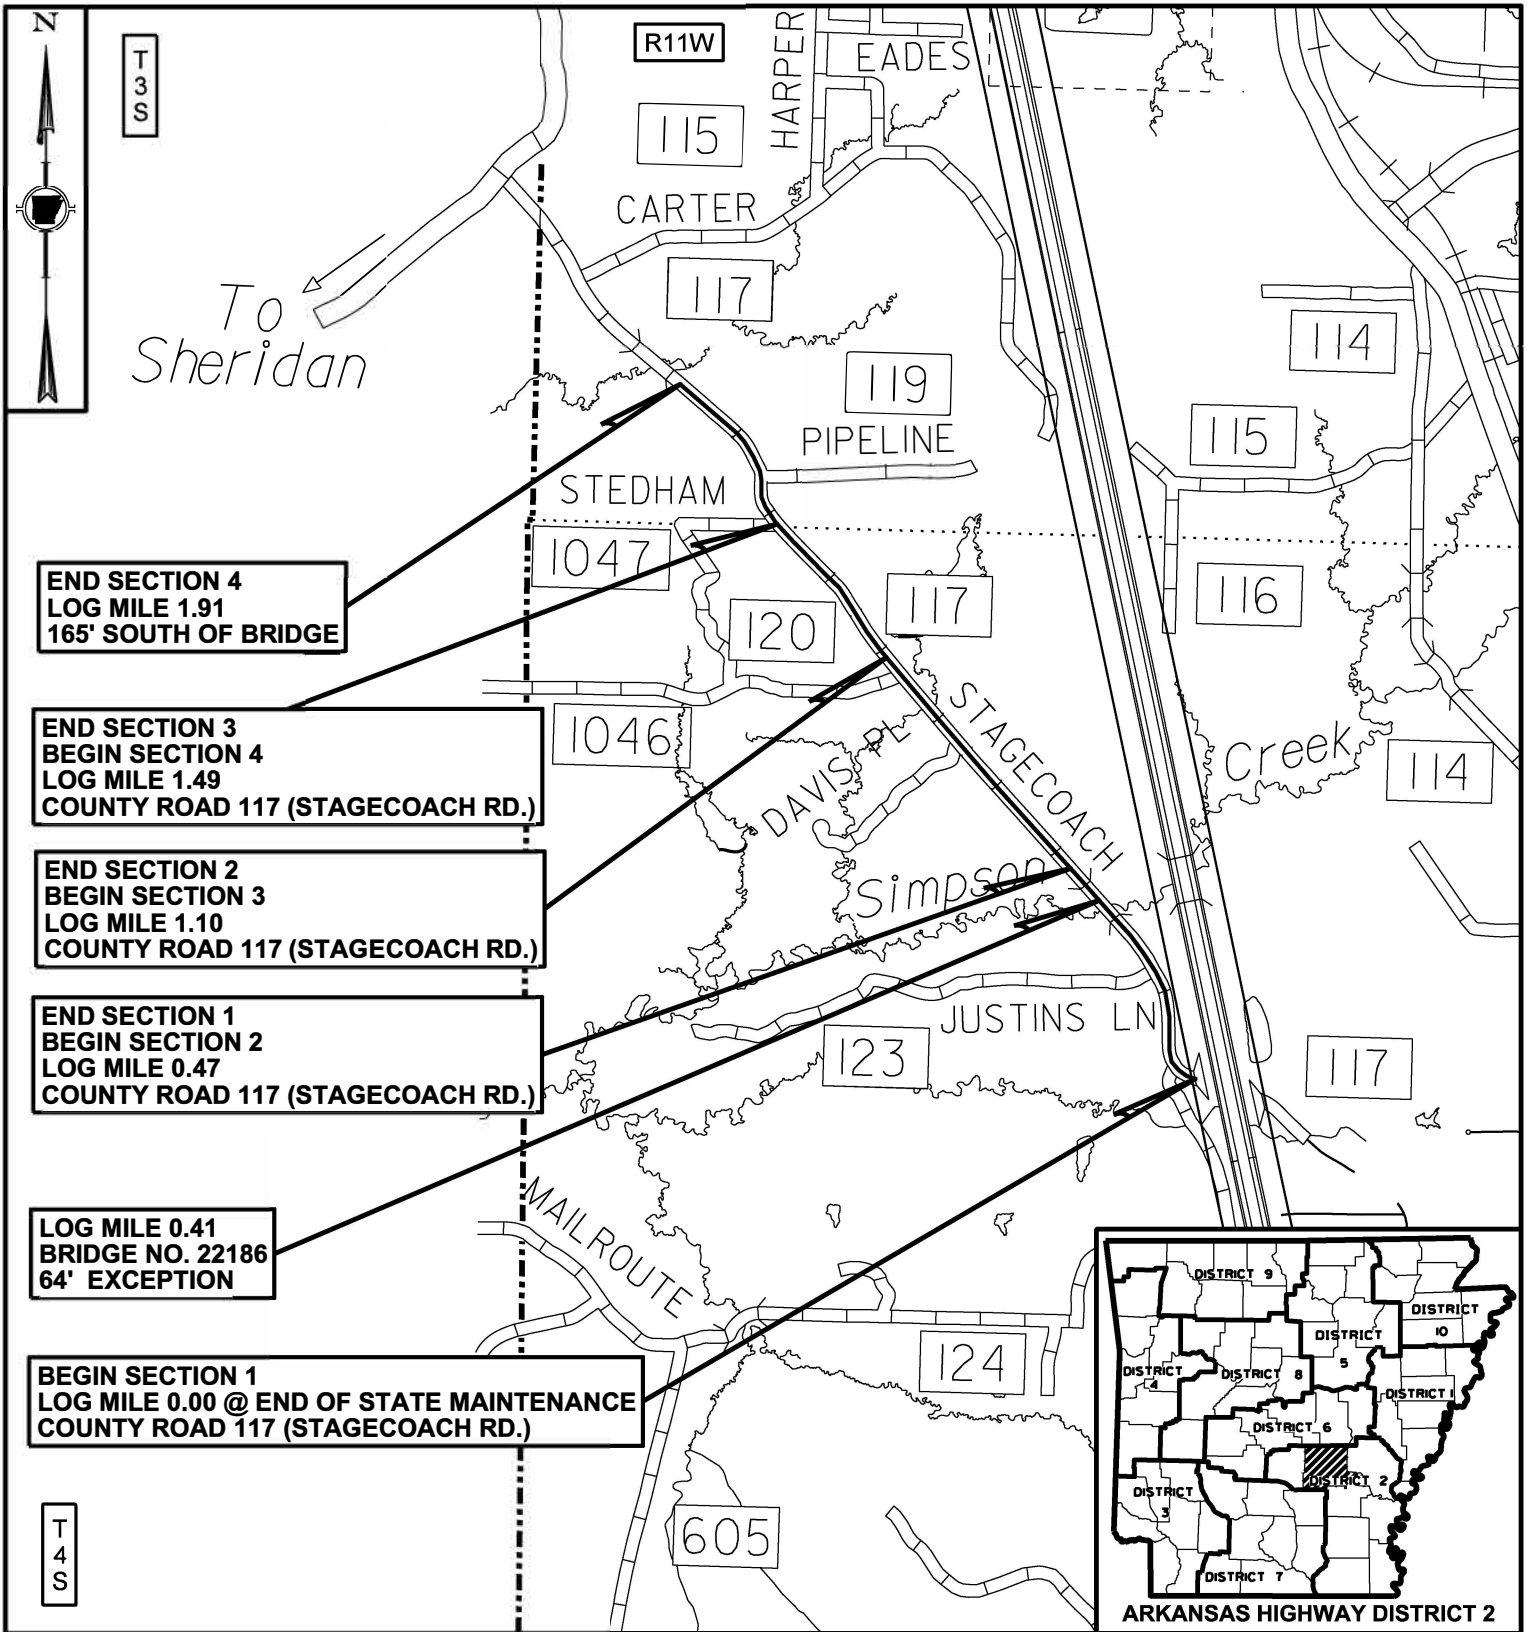 N
T
3
S
R11W
HARPER
EADES
115
CARTER
117
To
Sheridan
114
119
PIPELINE
115
STEDHAM
1047
117
116
120
END SECTION 4
LOG MILE 1.91
165' SOUTH OF BRIDGE
STAGECOACH
1046
DAVIS PL
Creek
114
END SECTION 3
BEGIN SECTION 4
LOG MILE 1.49
COUNTY ROAD 117 (STAGECOACH RD.)
END SECTION 2
BEGIN SECTION 3
LOG MILE 1.10
COUNTY ROAD 117 (STAGECOACH RD.)
Simpson
END SECTION 1
BEGIN SECTION 2
LOG MILE 0.47
COUNTY ROAD 117 (STAGECOACH RD.)
JUSTINS LN
123
117
LOG MILE 0.41
BRIDGE NO. 22186
64' EXCEPTION
MAILROUTE
124
BEGIN SECTION 1
LOG MILE 0.00 @ END OF STATE MAINTENANCE
COUNTY ROAD 117 (STAGECOACH RD.)
605
T
4
S
DISTRICT 9
DISTRICT
10
DISTRICT
5
DISTRICT
4
DISTRICT 8
DISTRICT 1
DISTRICT 6
DISTRICT 2
DISTRICT
3
DISTRICT 7
ARKANSAS HIGHWAY DISTRICT 2